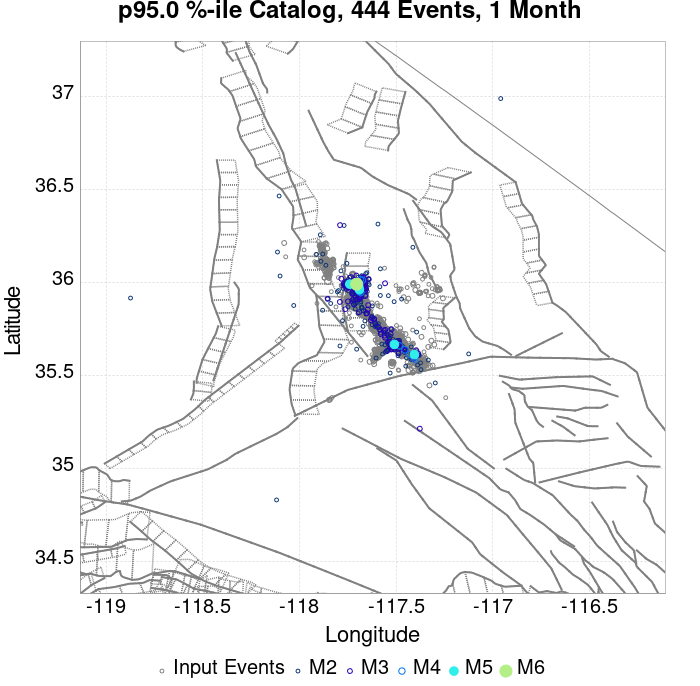 p95.0 %-ile Catalog, 444 Events, 1 Month
37
36.5
36
35.5
35
34.5
Latitude
-119
-118.5
-118
-117.5
-117
-116.5
Longitude
Input Events
M2
M3
M4
M5
M6